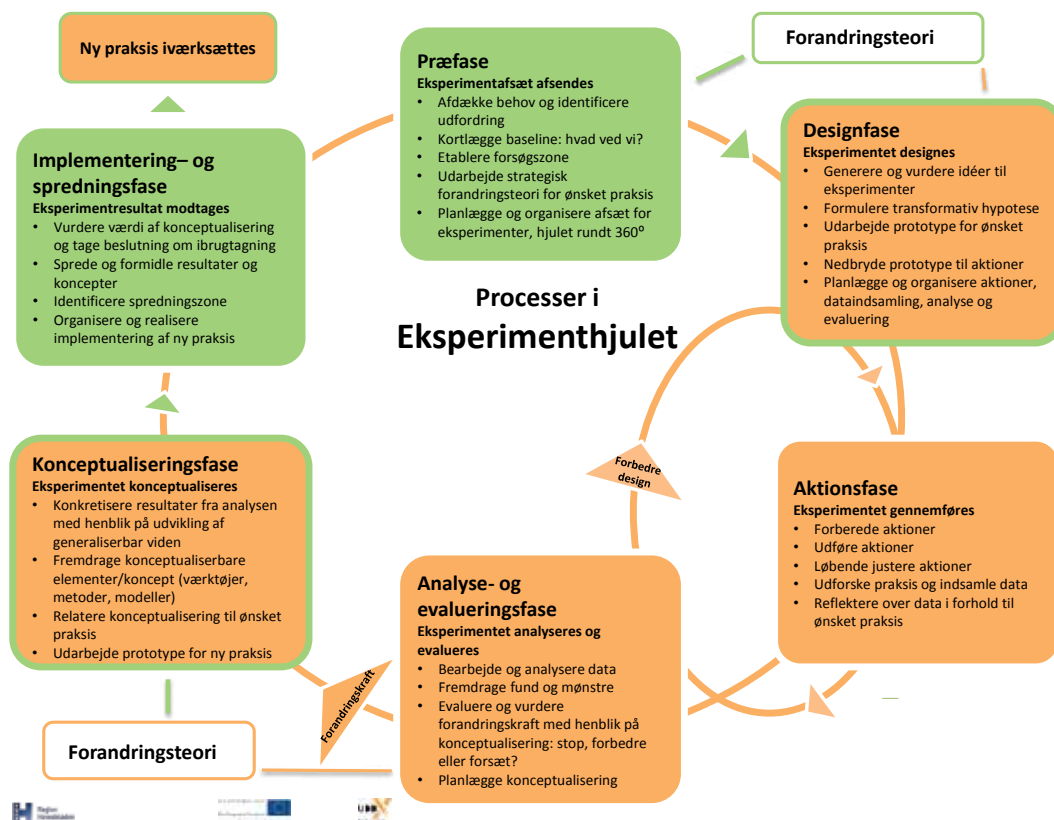 Ny praksis iværksættes
Præfase
Eksperimentafsæt afsendes
• Afdække behov og identificere
udfordring
• Kortlægge baseline: hvad ved vi?
• Etablere forsøgszone
• Udarbejde strategisk
forandringsteori for ønsket praksis
• Planlægge og organisere afsæt for
eksperimenter, hjulet rundt 360⁰
Forandringsteori
Designfase
Eksperimentet designes
• Generere og vurdere idéer til
eksperimenter
• Formulere transformativ hypotese
• Udarbejde prototype for ønsket
praksis
• Nedbryde prototype til aktioner
• Planlægge og organisere aktioner,
dataindsamling, analyse og
evaluering
Implementering– og
spredningsfase
Eksperimentresultat modtages
• Vurdere værdi af konceptualisering
og tage beslutning om ibrugtagning
• Sprede og formidle resultater og
koncepter
• Identificere spredningszone
• Organisere og realisere
implementering af ny praksis
Processer i
Eksperimenthjulet
Forbedre
design
Aktionsfase
Eksperimentet gennemføres
• Forberede aktioner
• Udføre aktioner
• Løbende justere aktioner
• Udforske praksis og indsamle data
• Reflektere over data i forhold til
ønsket praksis
Konceptualiseringsfase
Eksperimentet konceptualiseres
• Konkretisere resultater fra analysen
med henblik på udvikling af
generaliserbar viden
• Fremdrage konceptualiserbare
elementer/koncept (værktøjer,
metoder, modeller)
• Relatere konceptualisering til ønsket
praksis
• Udarbejde prototype for ny praksis
Analyse- og
evalueringsfase
Eksperimentet analyseres og
evalueres
• Bearbejde og analysere data
• Fremdrage fund og mønstre
• Evaluere og vurdere
forandringskraft med henblik på
konceptualisering: stop, forbedre
eller forsæt?
• Planlægge konceptualisering
Forandringskraft
Forandringsteori
Region